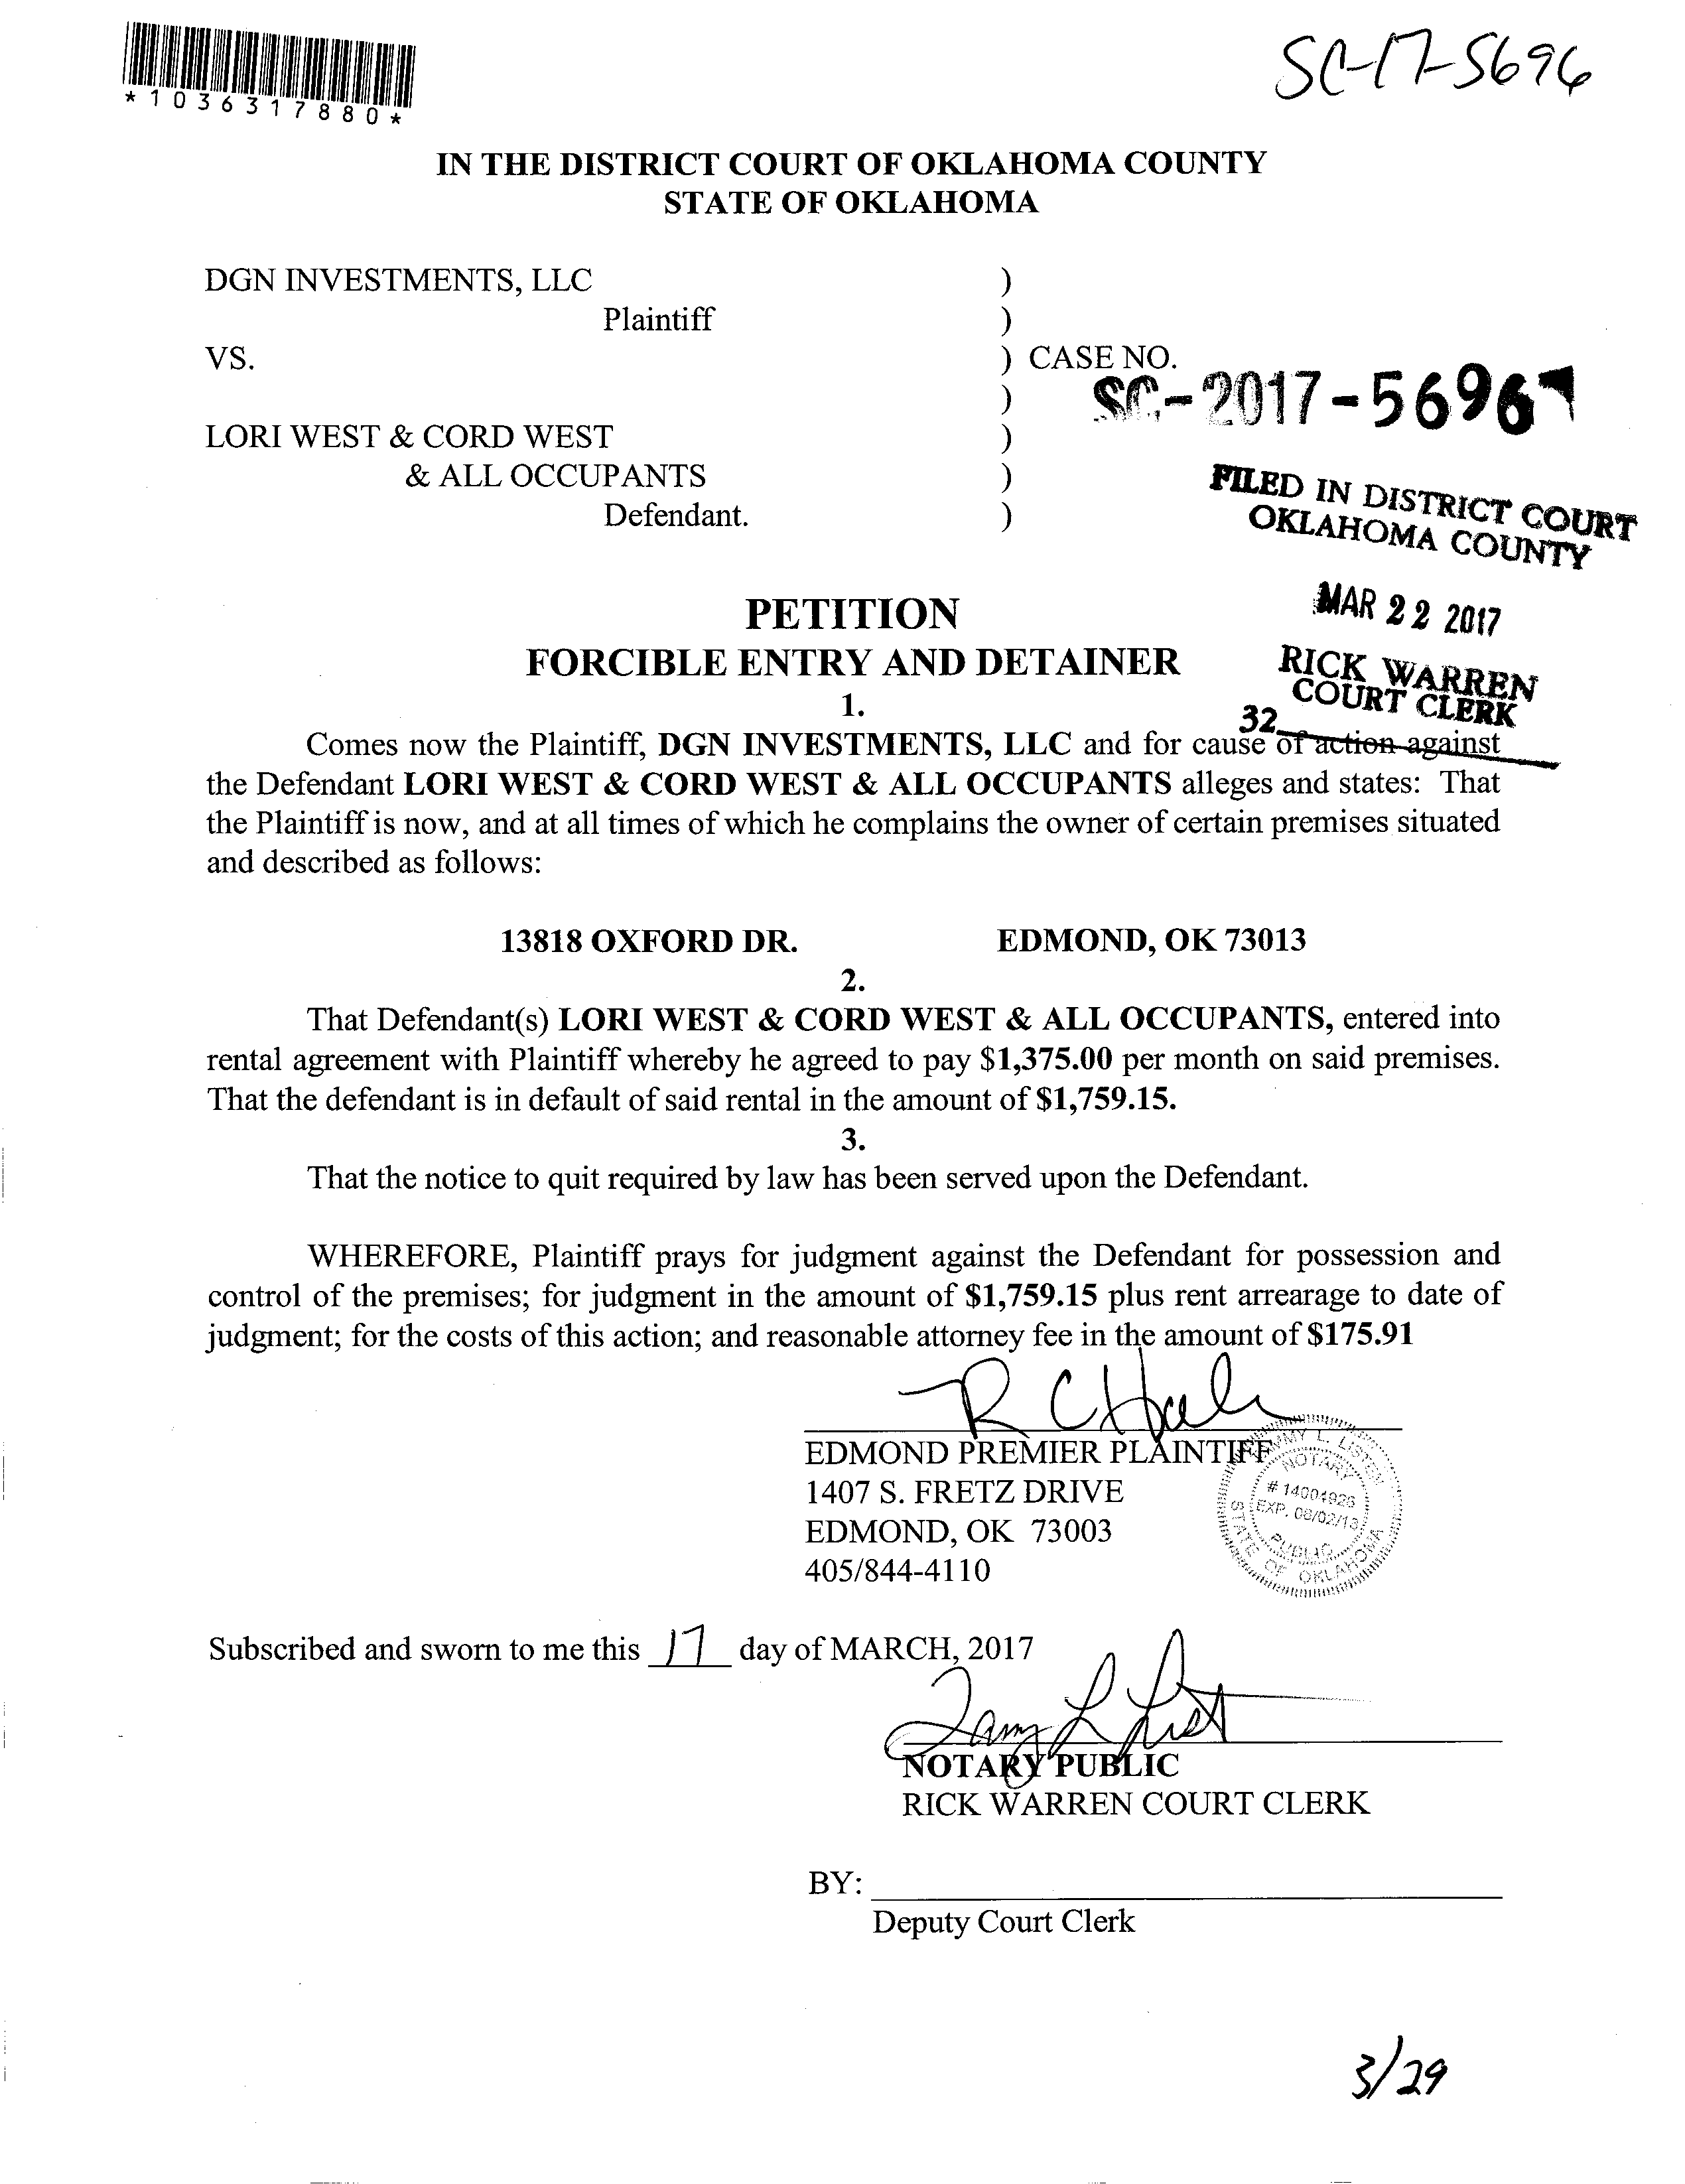 *1036317880*
SC-17-5696
IN THE DISTRICT COURT OF OKLAHOMA COUNTY
STATE OF OKLAHOMA
DGN INVESTMENTS, LLC )
Plaintiff )
VS. ) CASE NO.
)
SC-2017-5696
LORI WEST & CORD WEST )
& ALL OCCUPANTS )
Defendant. )
FILED IN DISTRICT COURT
OKLAHOMA COUNTY
MAR 22 2017
RICK WARREN
COURT CLERK
32
PETITION
FORCIBLE ENTRY AND DETAINER
1.
Comes now the Plaintiff, DGN INVESTMENTS, LLC and for cause of action against
the Defendant LORI WEST & CORD WEST & ALL OCCUPANTS alleges and states: That
the Plaintiff is now, and at all times of which he complains the owner of certain premises situated
and described as follows:
13818 OXFORD DR. EDMOND, OK 73013
2.
That Defendant(s) LORI WEST & CORD WEST & ALL OCCUPANTS, entered into
rental agreement with Plaintiff whereby he agreed to pay $1,375.00 per month on said premises.
That the defendant is in default of said rental in the amount of $1,759.15.
3.
That the notice to quit required by law has been served upon the Defendant.
WHEREFORE, Plaintiff prays for judgment against the Defendant for possession and
control of the premises; for judgment in the amount of $1,759.15 plus rent arrearage to date of
judgment; for the costs of this action; and reasonable attorney fee in the amount of $175.91
EDMOND PREMIER PLAINTIFF
1407 S. FRETZ DRIVE
EDMOND, OK 73003
405/844-4110
NOTARY
# 14004926
PUBLIC
STATE OF OKLAHOMA
Subscribed and sworn to me this 17 day of MARCH, 2017
NOTARY PUBLIC
RICK WARREN COURT CLERK
BY:
Deputy Court Clerk
3/29